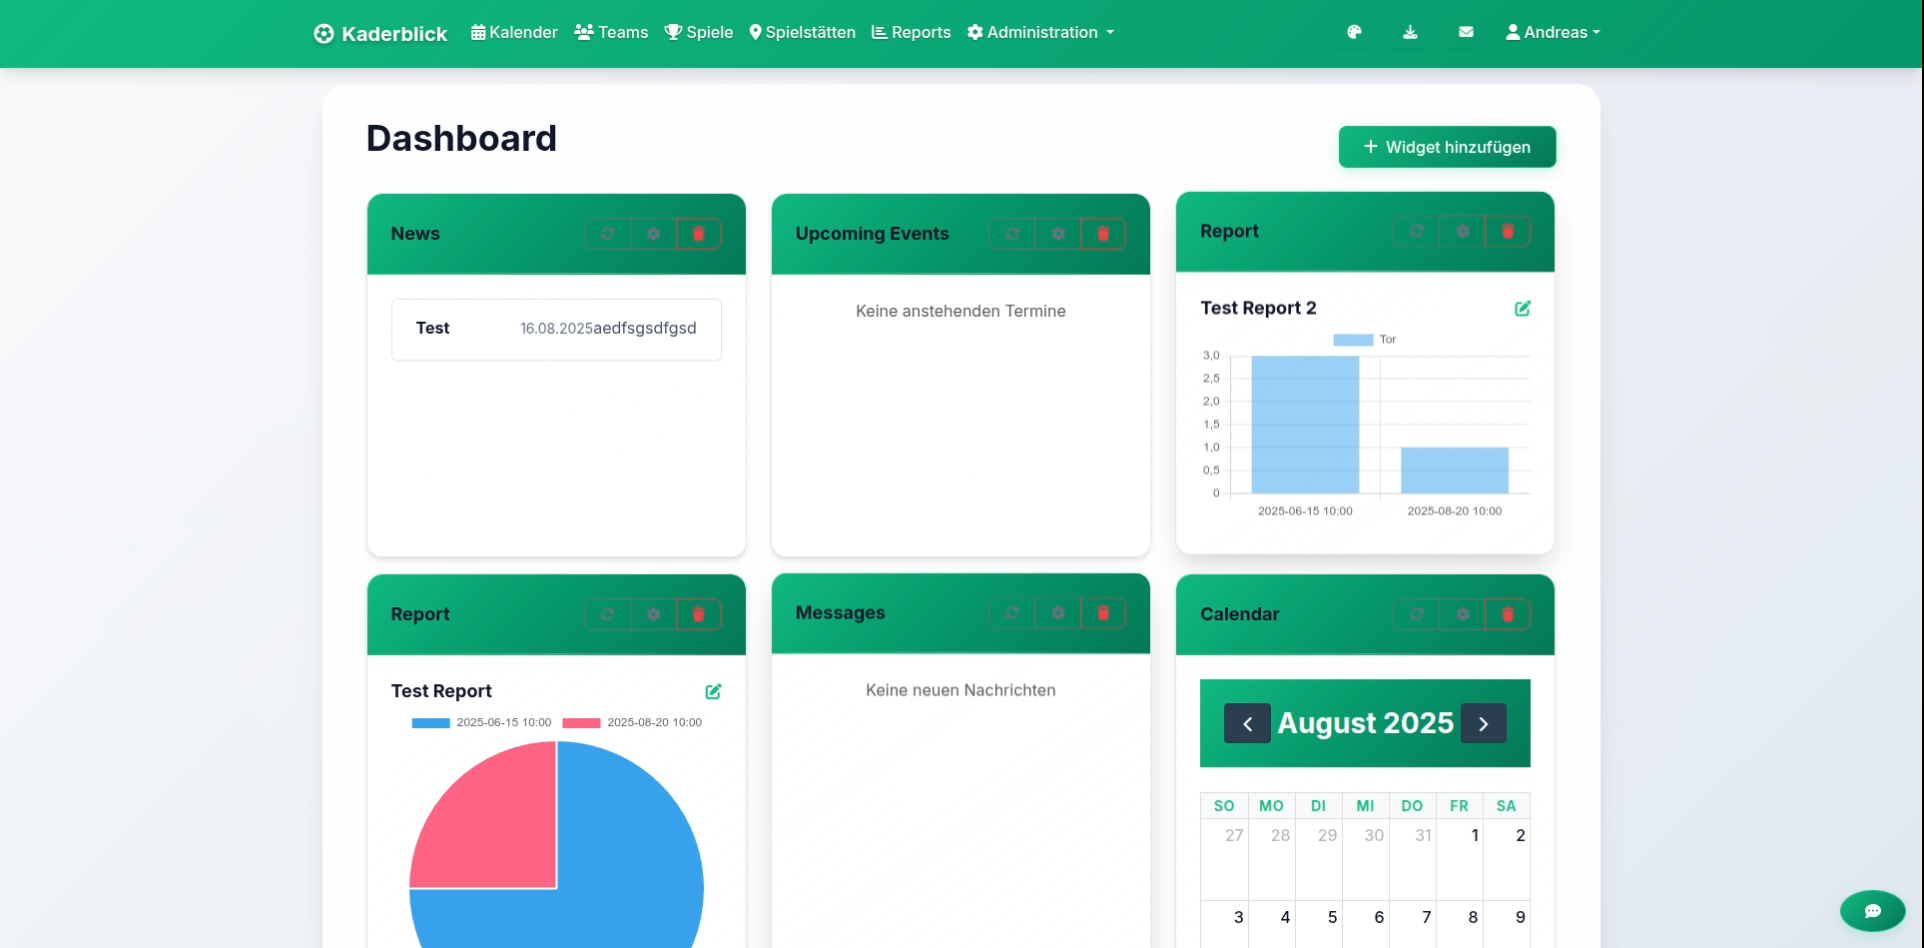 Kaderblick Kalender Teams Spiele Spielstätten Reports Administration Andreas
Dashboard
Widget hinzufügen
News
Test 16.08.2025aedfsgsdfgsd
Upcoming Events
Keine anstehenden Termine
Report
Test Report 2
Tor
3,0
2,5
2,0
1,5
1,0
0,5
0
2025-06-15 10:00 2025-08-20 10:00
Report
Test Report
2025-06-15 10:00 2025-08-20 10:00
Messages
Keine neuen Nachrichten
Calendar
August 2025
SO MO DI MI DO FR SA
27 28 29 30 31 1 2
3 4 5 6 7 8 9